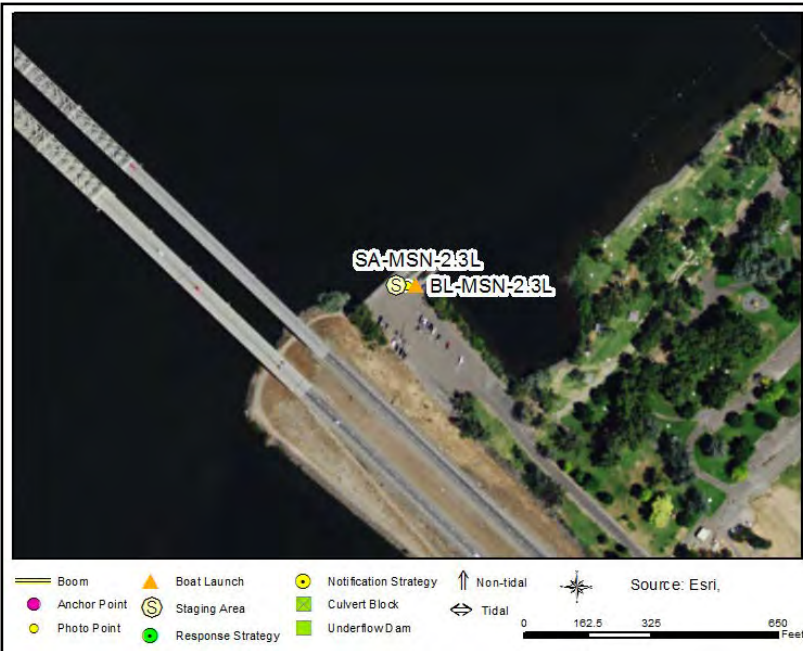 SA-MSN-2.3L
S
BL-MSN-2.3L
Boom
Boat Launch
Notification Strategy
Non-tidal
Source: Esri,
Anchor Point
S
Staging Area
Culvert Block
Tidal
Photo Point
Response Strategy
Underflow Dam
0 162.5 325 650
Feet